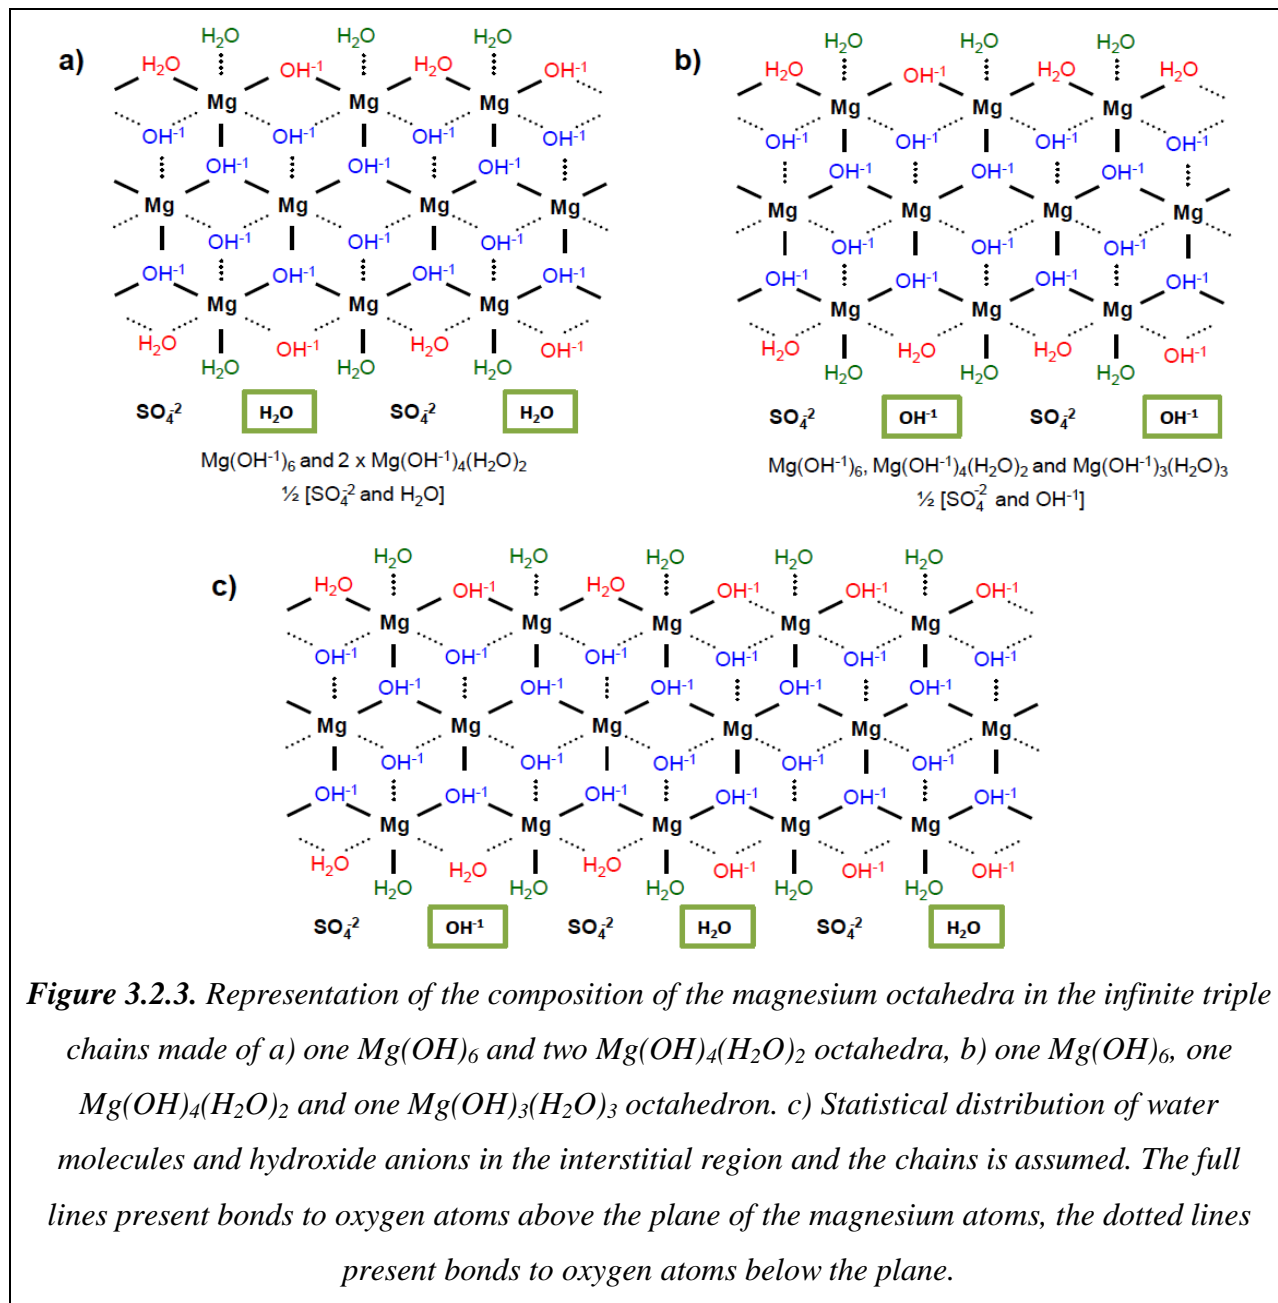 a)
H₂O H₂O H₂O
H₂O OH⁻¹ H₂O OH⁻¹
Mg Mg Mg
OH⁻¹ OH⁻¹ OH⁻¹ OH⁻¹
OH⁻¹ OH⁻¹ OH⁻¹
Mg Mg Mg Mg
OH⁻¹ OH⁻¹ OH⁻¹
OH⁻¹ OH⁻¹ OH⁻¹ OH⁻¹
Mg Mg Mg
H₂O OH⁻¹ H₂O OH⁻¹
H₂O H₂O H₂O
SO₄⁻² H₂O SO₄⁻² H₂O
Mg(OH⁻¹)₆ and 2 x Mg(OH⁻¹)₄(H₂O)₂
½ [SO₄⁻² and H₂O]
b)
H₂O H₂O H₂O
H₂O OH⁻¹ H₂O H₂O
Mg Mg Mg
OH⁻¹ OH⁻¹ OH⁻¹ OH⁻¹
OH⁻¹ OH⁻¹ OH⁻¹
Mg Mg Mg Mg
OH⁻¹ OH⁻¹ OH⁻¹
OH⁻¹ OH⁻¹ OH⁻¹ OH⁻¹
Mg Mg Mg
H₂O H₂O H₂O OH⁻¹
H₂O H₂O H₂O
SO₄⁻² OH⁻¹ SO₄⁻² OH⁻¹
Mg(OH⁻¹)₆, Mg(OH⁻¹)₄(H₂O)₂ and Mg(OH⁻¹)₃(H₂O)₃
½ [SO₄⁻² and OH⁻¹]
c)
H₂O H₂O H₂O H₂O H₂O
H₂O OH⁻¹ H₂O OH⁻¹ OH⁻¹ OH⁻¹
Mg Mg Mg Mg Mg
OH⁻¹ OH⁻¹ OH⁻¹ OH⁻¹ OH⁻¹ OH⁻¹
OH⁻¹ OH⁻¹ OH⁻¹ OH⁻¹ OH⁻¹
Mg Mg Mg Mg Mg Mg
OH⁻¹ OH⁻¹ OH⁻¹ OH⁻¹ OH⁻¹
OH⁻¹ OH⁻¹ OH⁻¹ OH⁻¹ OH⁻¹ OH⁻¹
Mg Mg Mg Mg Mg
H₂O H₂O H₂O OH⁻¹ OH⁻¹ OH⁻¹
H₂O H₂O H₂O H₂O H₂O
SO₄⁻² OH⁻¹ SO₄⁻² H₂O SO₄⁻² H₂O
Figure 3.2.3. Representation of the composition of the magnesium octahedra in the infinite triple
chains made of a) one Mg(OH)₆ and two Mg(OH)₄(H₂O)₂ octahedra, b) one Mg(OH)₆, one
Mg(OH)₄(H₂O)₂ and one Mg(OH)₃(H₂O)₃ octahedron. c) Statistical distribution of water
molecules and hydroxide anions in the interstitial region and the chains is assumed. The full
lines present bonds to oxygen atoms above the plane of the magnesium atoms, the dotted lines
present bonds to oxygen atoms below the plane.